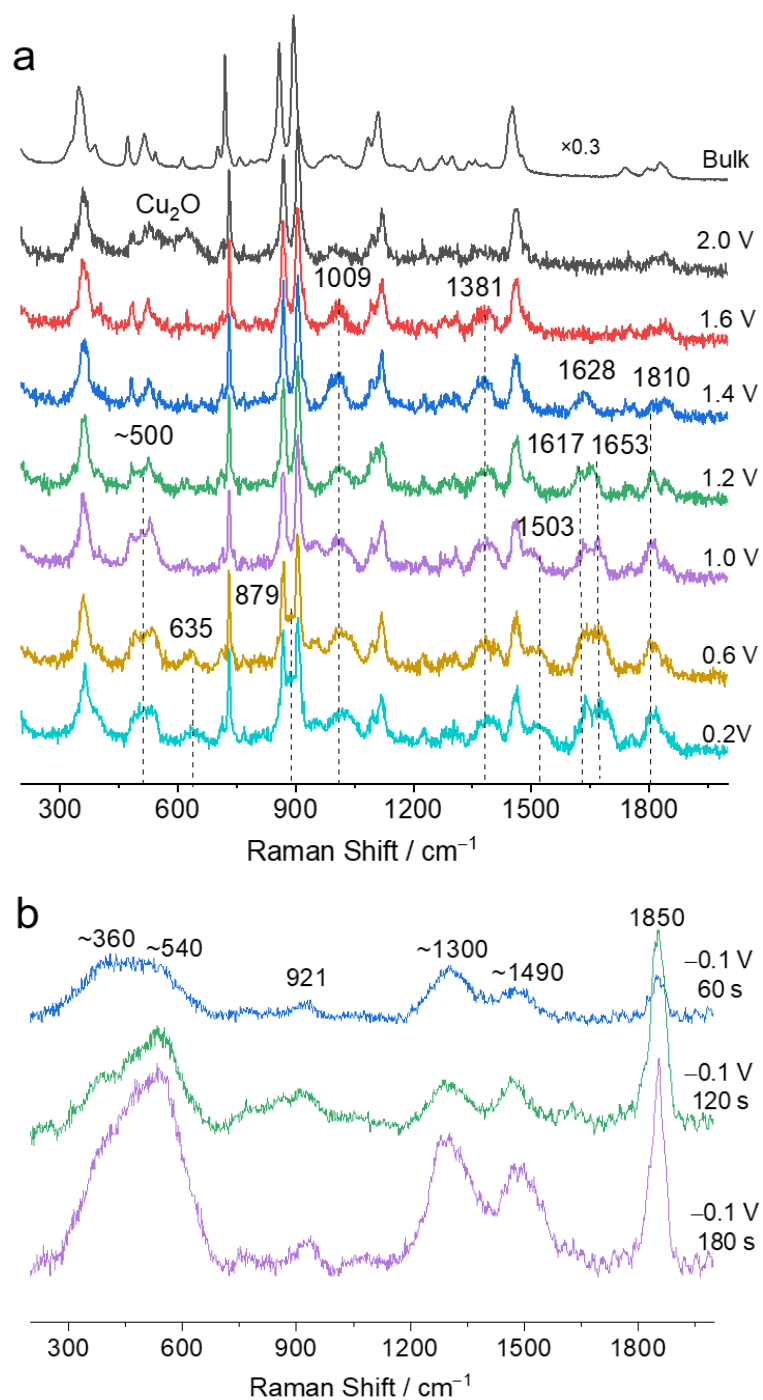 a
×0.3
Bulk
Cu₂O
2.0 V
1009
1381
1.6 V
1628
1810
1.4 V
~500
1617
1653
1.2 V
1503
1.0 V
635
879
0.6 V
0.2V
300
600
900
1200
1500
1800
Raman Shift / cm⁻¹
b
~360
~540
921
~1300
~1490
1850
−0.1 V
60 s
−0.1 V
120 s
−0.1 V
180 s
300
600
900
1200
1500
1800
Raman Shift / cm⁻¹